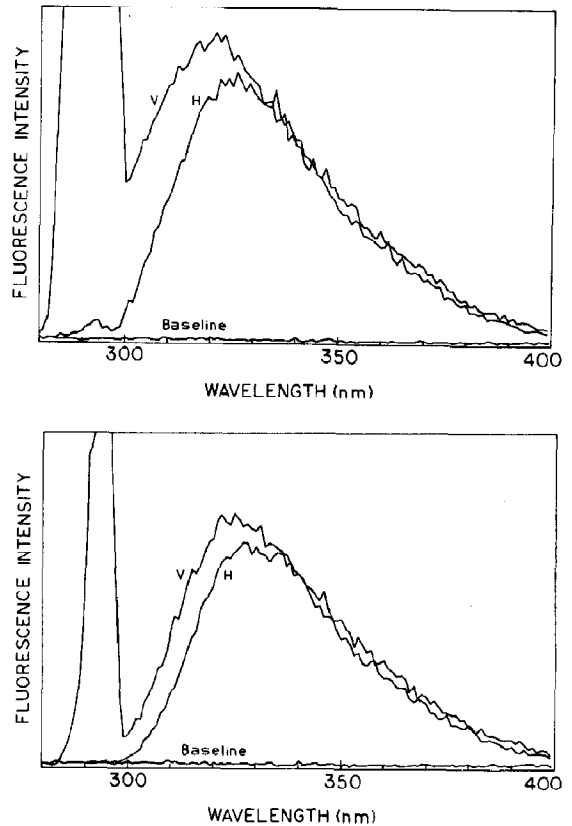 FLUORESCENCE INTENSITY
V
H
Baseline
300
350
400
WAVELENGTH (nm)
FLUORESCENCE INTENSITY
V
H
Baseline
300
350
400
WAVELENGTH (nm)